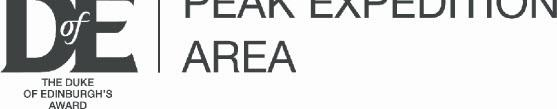 DofE
PEAK EXPEDITION
AREA
THE DUKE
OF EDINBURGH'S
AWARD